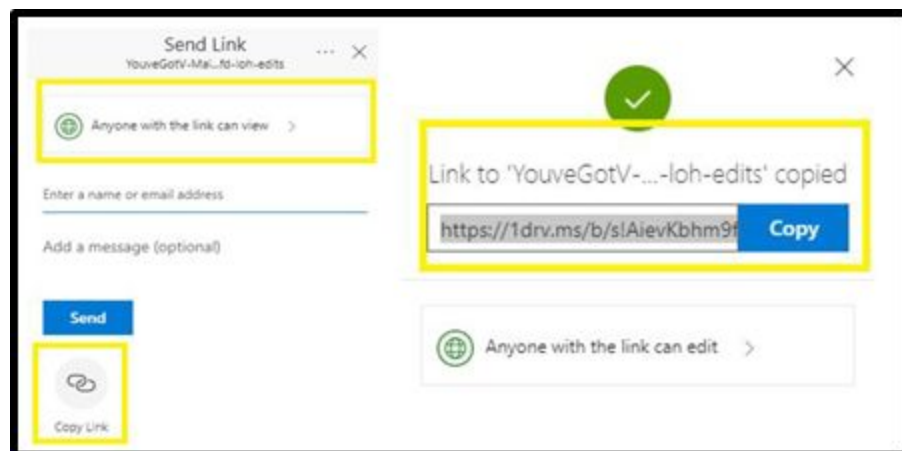 Send Link
YouveGotV-Mai...fd-loh-edits
Anyone with the link can view
Enter a name or email address
Add a message (optional)
Send
Copy Link
Link to 'YouveGotV-...-loh-edits' copied
https://1drv.ms/b/s!AievKbhm9f
Copy
Anyone with the link can edit